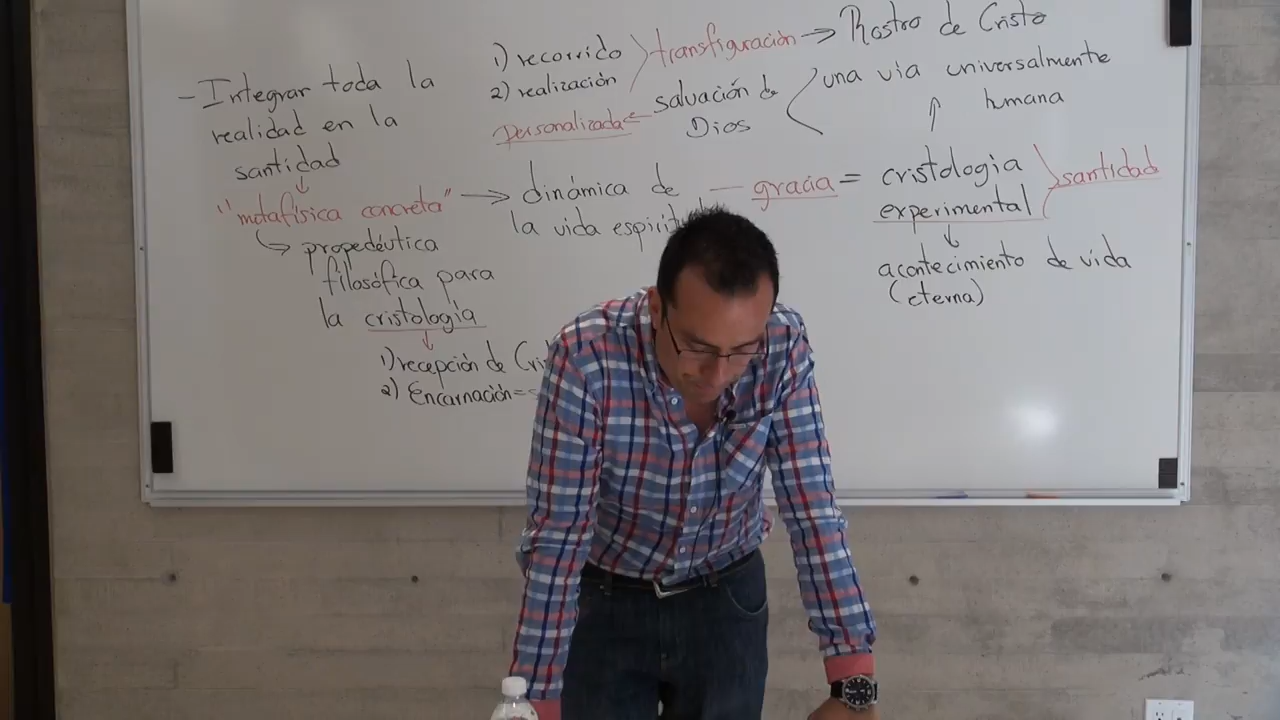 - Integrar toda la
realidad en la
santidad
"metafísica concreta"
propedéutica
filosófica para
la cristología
1) recepción de
2) Encarnación=
1) recorrido
2) realización
transfiguración
Rostro de Cristo
salvación de
Dios
personalizada
una via universalmente
humana
dinámica de
la vida
gracia =
cristología
experimental
santidad
acontecimiento de vida
(eterna)